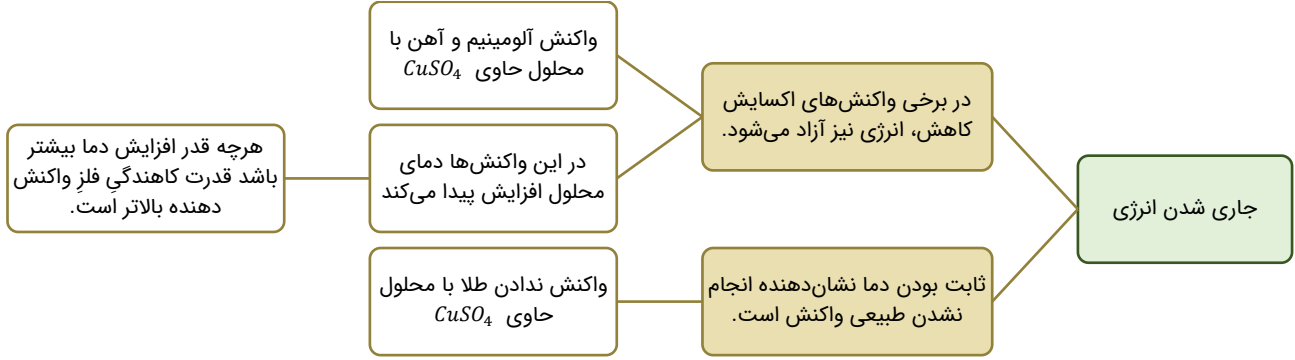 جاری شدن انرژی
در برخی واکنش‌های اکسایش
کاهش، انرژی نیز آزاد می‌شود.
واکنش آلومینیم و آهن با
محلول حاوی CuSO₄
در این واکنش‌ها دمای
محلول افزایش پیدا می‌کند
هرچه قدر افزایش دما بیشتر
باشد قدرت کاهندگیِ فلزِ واکنش
دهنده بالاتر است.
ثابت بودن دما نشان‌دهنده انجام
نشدن طبیعی واکنش است.
واکنش ندادن طلا با محلول
حاوی CuSO₄